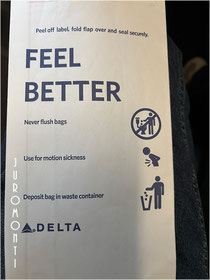 Peel off label. fold flap over and seal securely.
FEEL
BETTER
Never flush bags
Use for motion sickness
Deposit bag in waste container
DELTA
JUROMONTI